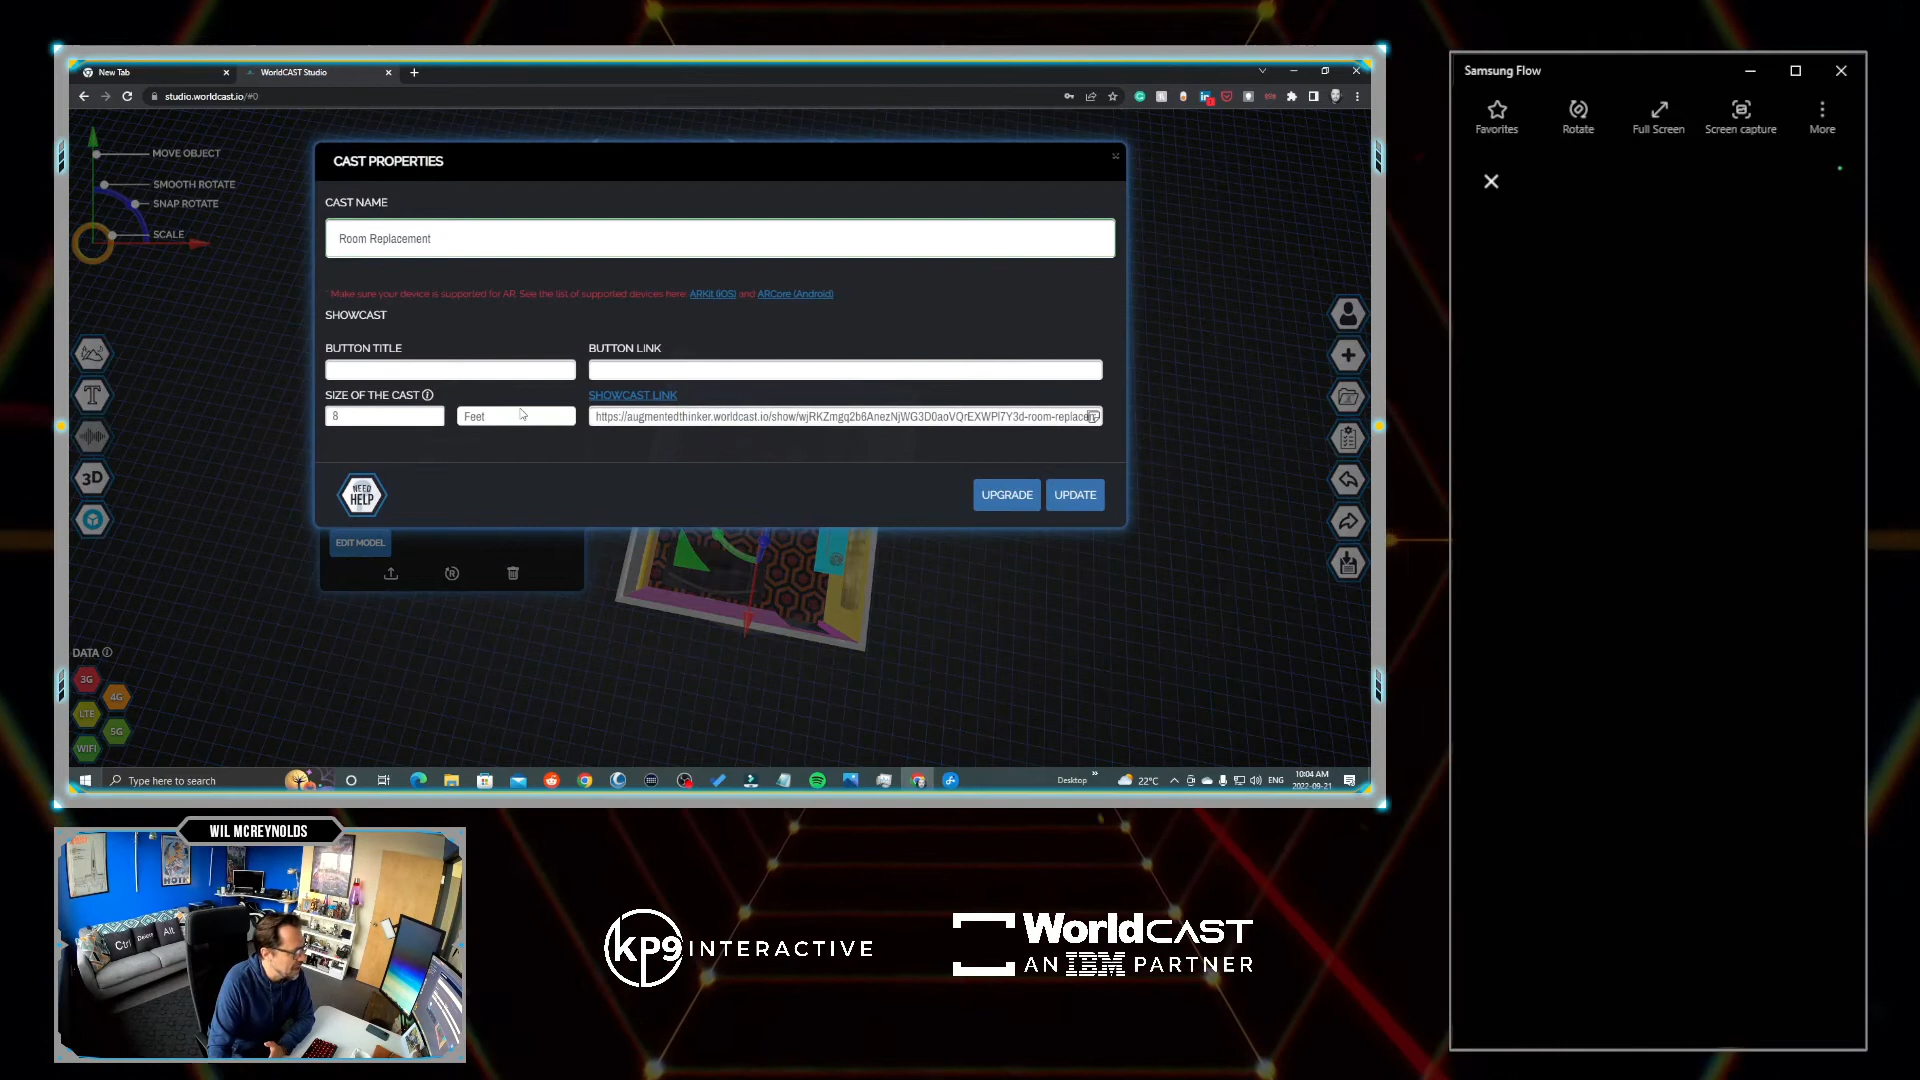 New Tab
WorldCAST Studio
studio.worldcast.io/#0
MOVE OBJECT
SMOOTH ROTATE
SNAP ROTATE
SCALE
CAST PROPERTIES
CAST NAME
Room Replacement
* Make sure your device is supported for AR. See the list of supported devices here: ARKit (iOS) and ARCore (Android)
SHOWCAST
BUTTON TITLE
BUTTON LINK
SIZE OF THE CAST
SHOWCAST LINK
8
Feet
https://augmentedthinker.worldcast.io/show/wjRKZmgq2b6AnezNjWG3D0aoVQrEXWPl7Y3d-room-replacen
NEED
HELP
UPGRADE
UPDATE
EDIT MODEL
R
T
3D
DATA
3G
4G
LTE
5G
WIFI
Type here to search
Desktop
22°C
ENG
10:04 AM
2022-09-21
Samsung Flow
Favorites
Rotate
Full Screen
Screen capture
More
WIL MCREYNOLDS
Ctrl
Delete
Alt
KP9 INTERACTIVE
WorldCAST
AN IBM PARTNER